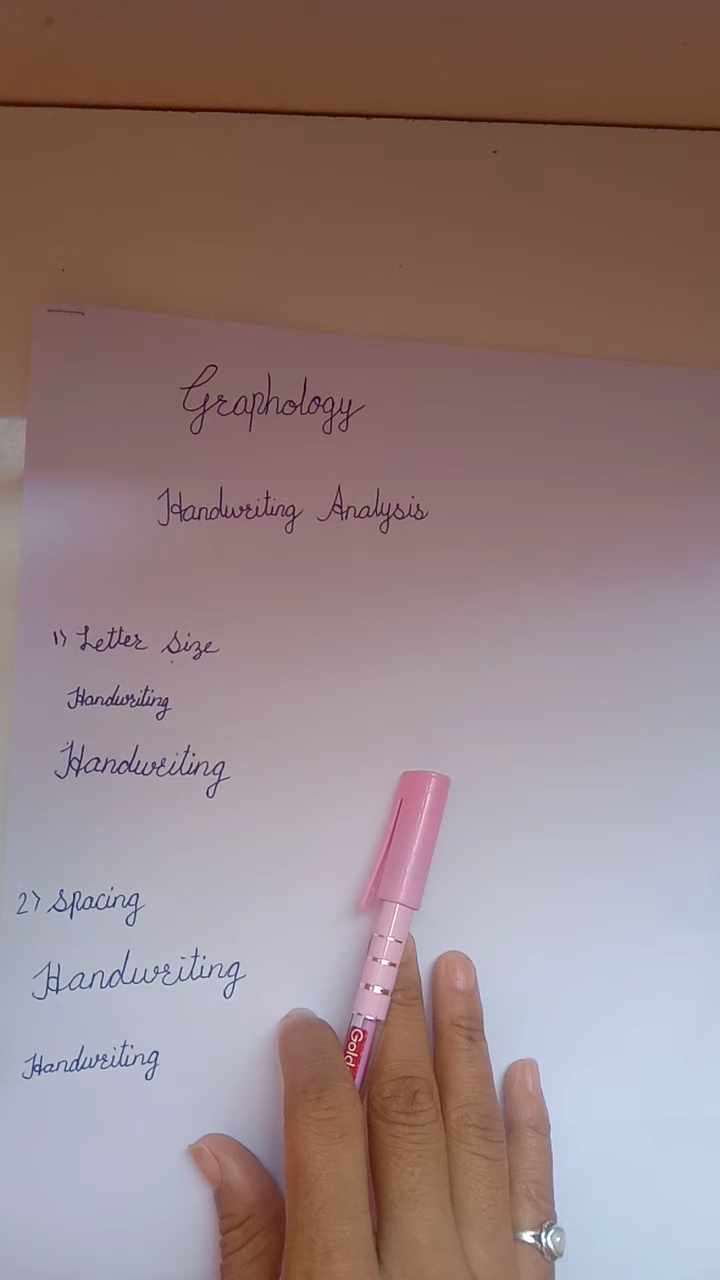 Graphology
Handwriting Analysis
1) Letter Size
Handwriting
Handwriting
2) Spacing
Handwriting
Handwriting
Gold